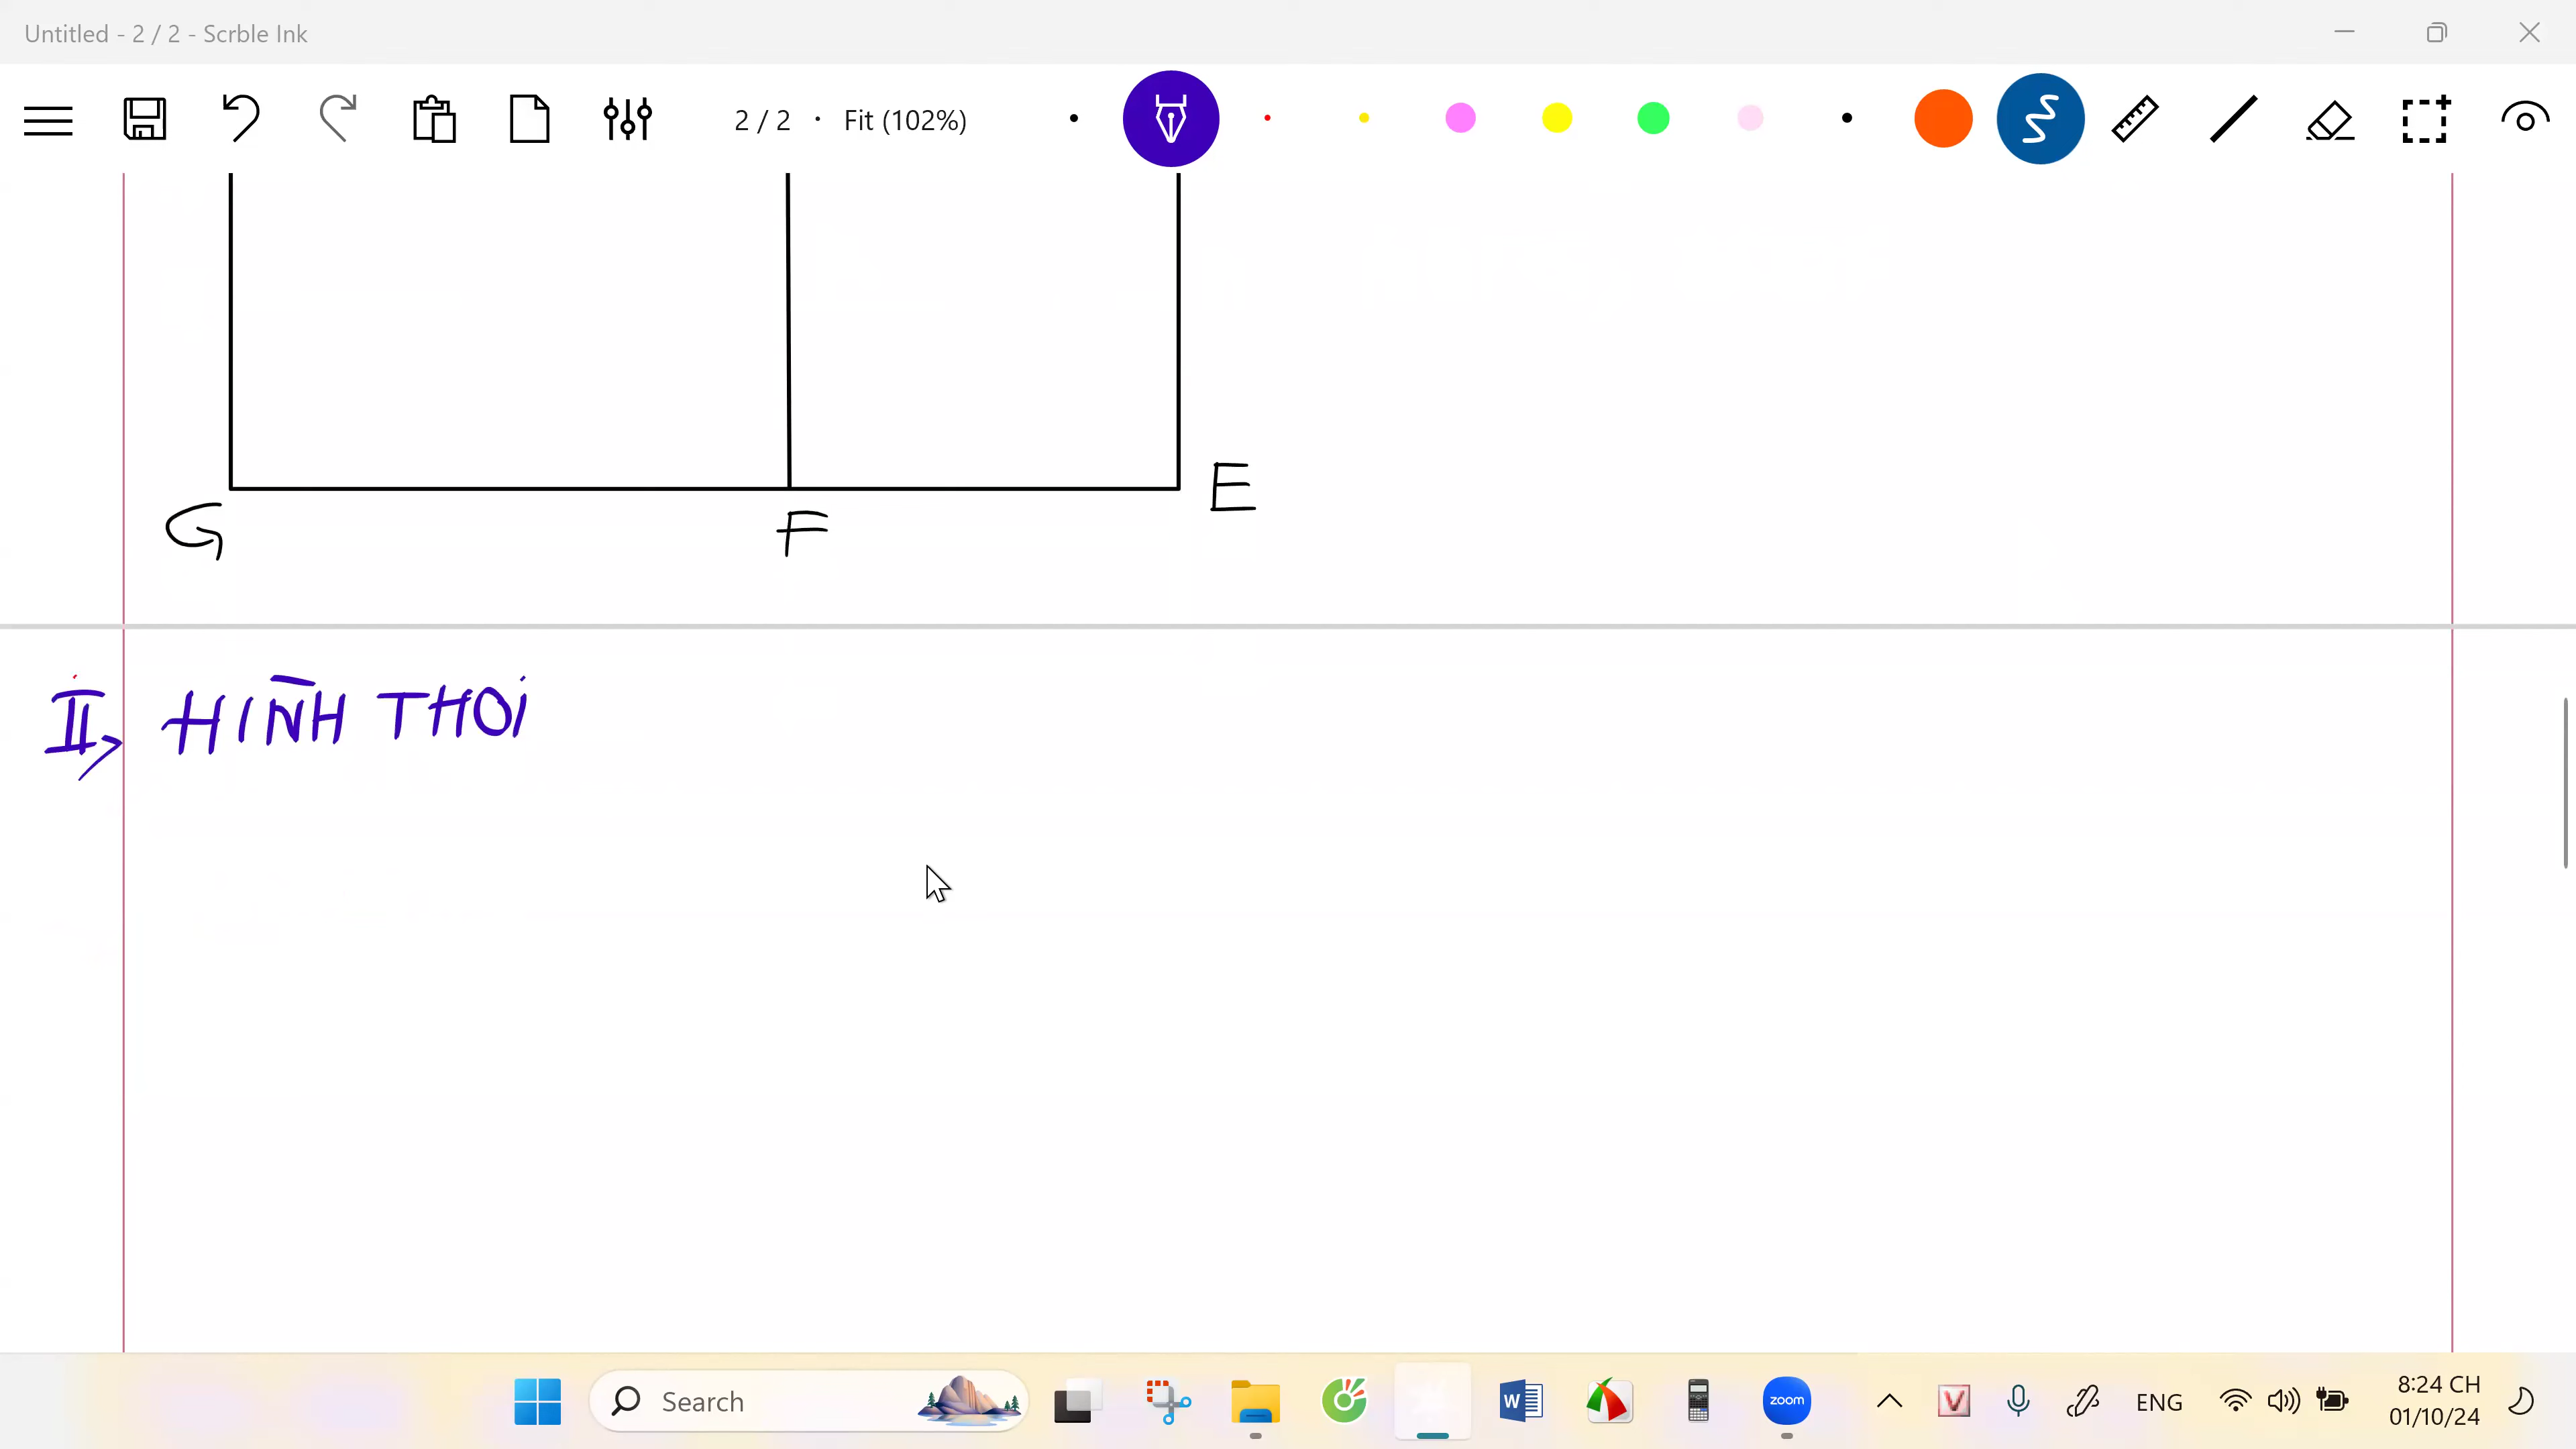 Untitled - 2 / 2 - Scrble Ink
2 / 2 · Fit (102%)
E
G F
II, HÌNH THOI
Search
zoom
V
W
ENG
8:24 CH
01/10/24